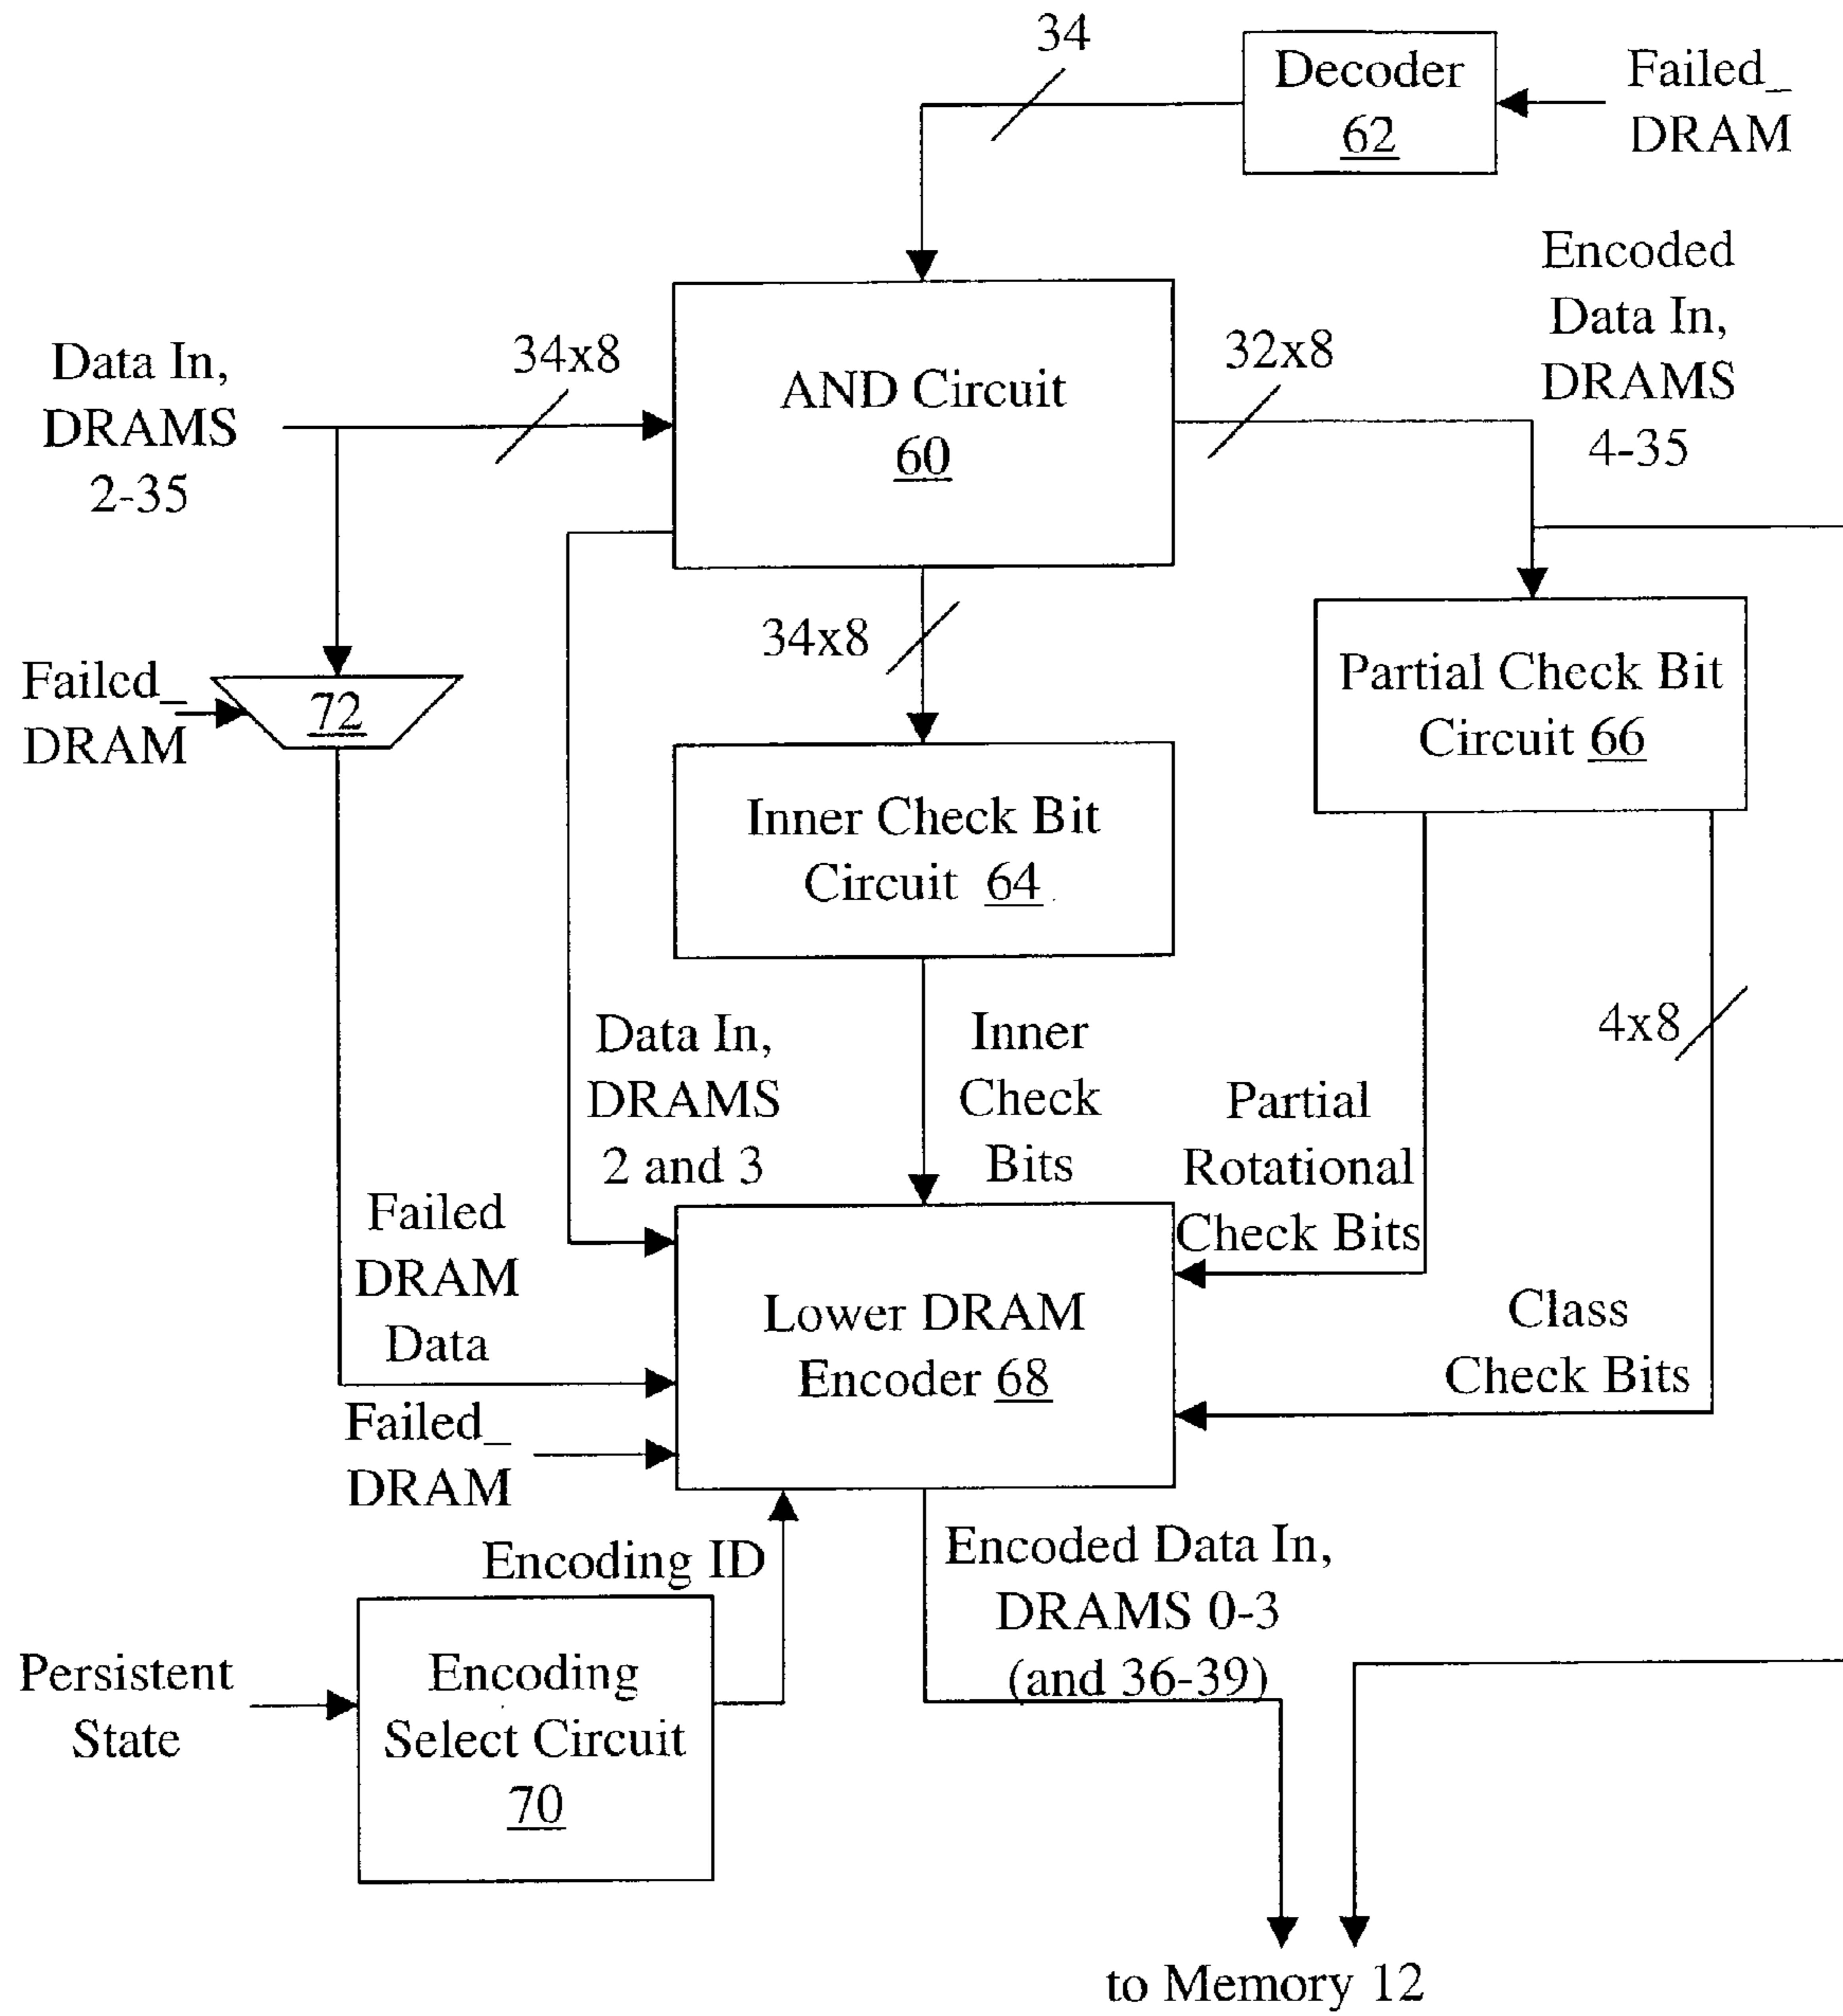 34
Decoder
62
Failed_
DRAM
Encoded
Data In,
DRAMS
4-35
Data In,
DRAMS
2-35
34x8
AND Circuit
60
32x8
34x8
Failcd_
DRAM
72
Partial Check Bit
Circuit 66
Inner Check Bit
Circuit 64
4x8
Data In,
DRAMS
2 and 3
Inner
Check
Bits
Partial
Rotational
Check Bits
Failed
DRAM
Data
Lower DRAM
Encoder 68
Class
Check Bits
Failed_
DRAM
Encoding ID
Encoded Data In,
DRAMS 0-3
(and 36-39)
Persistent
State
Encoding
Select Circuit
70
to Memory 12